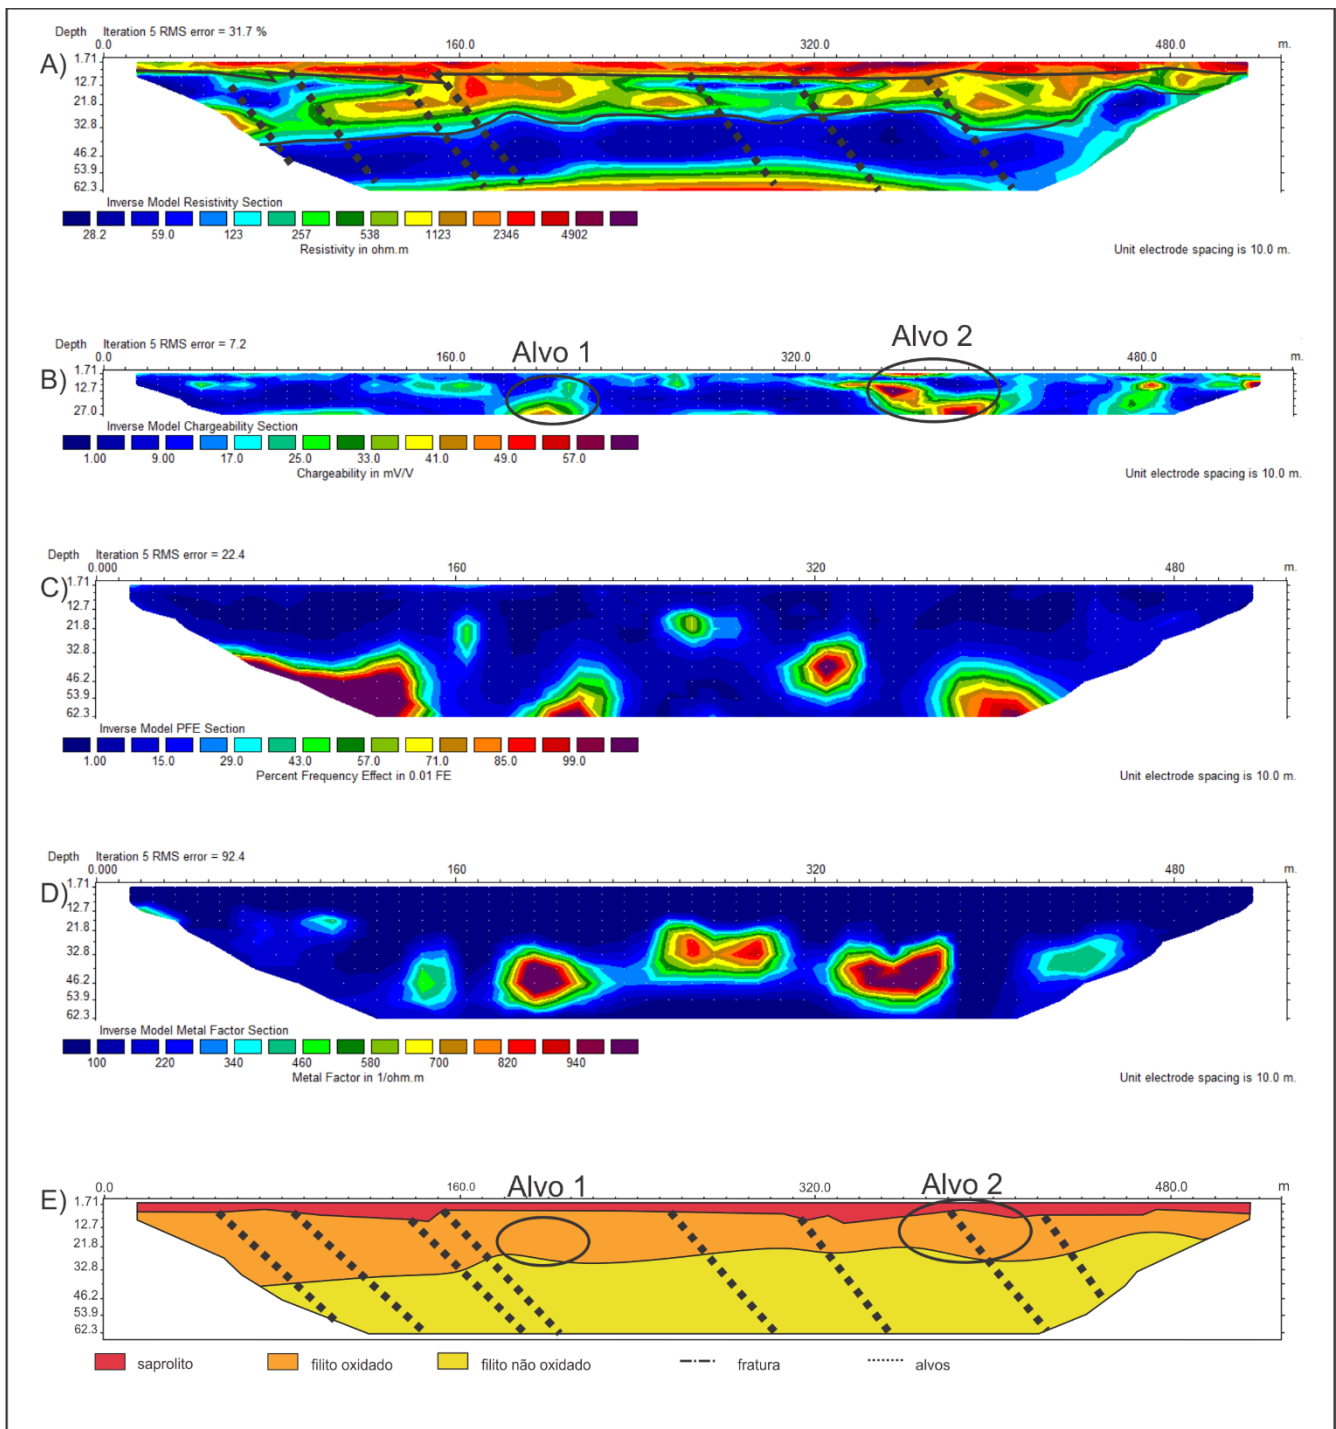 Depth Iteration 5 RMS error = 31.7 %
0.0 160.0 320.0 480.0 m.
A)
1.71
12.7
21.8
32.8
46.2
53.9
62.3
Inverse Model Resistivity Section
28.2 59.0 123 257 538 1123 2346 4902
Resistivity in ohm.m
Unit electrode spacing is 10.0 m.
Alvo 1 Alvo 2
Depth Iteration 5 RMS error = 7.2
0.0 160.0 320.0 480.0 m.
B)
1.71
12.7
27.0
Inverse Model Chargeability Section
1.00 9.00 17.0 25.0 33.0 41.0 49.0 57.0
Chargeability in mV/V
Unit electrode spacing is 10.0 m.
Depth Iteration 5 RMS error = 22.4
0.000 160 320 480 m.
C)
1.71
12.7
21.8
32.8
46.2
53.9
62.3
Inverse Model PFE Section
1.00 15.0 29.0 43.0 57.0 71.0 85.0 99.0
Percent Frequency Effect in 0.01 FE
Unit electrode spacing is 10.0 m.
Depth Iteration 5 RMS error = 92.4
0.000 160 320 480 m.
D)
1.71
12.7
21.8
32.8
46.2
53.9
62.3
Inverse Model Metal Factor Section
100 220 340 460 580 700 820 940
Metal Factor in 1/ohm.m
Unit electrode spacing is 10.0 m.
Alvo 1 Alvo 2
0.0 160.0 320.0 480.0 m
E)
1.71
12.7
21.8
32.8
46.2
53.9
62.3
saprolito filito oxidado filito não oxidado fratura alvos